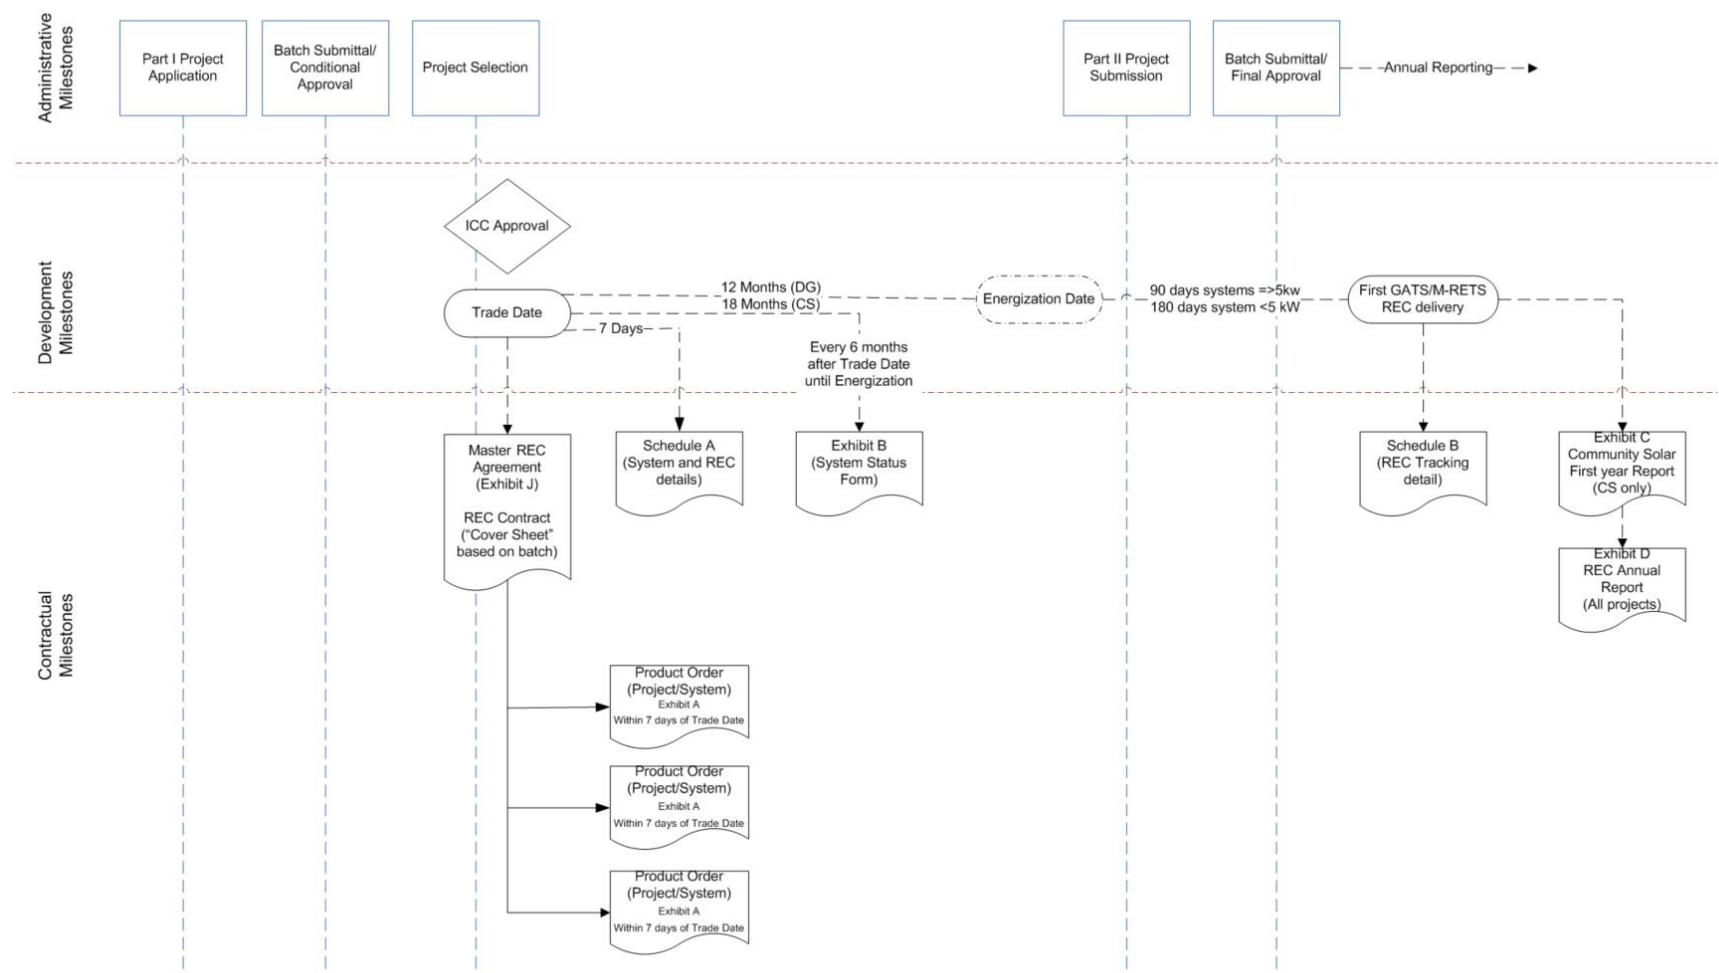 Administrative
Milestones
Part I Project
Application
Batch Submittal/
Conditional
Approval
Project Selection
Part II Project
Submission
Batch Submittal/
Final Approval
Annual Reporting
Development
Milestones
ICC Approval
Trade Date
12 Months (DG)
18 Months (CS)
7 Days
Every 6 months
after Trade Date
until Energization
Energization Date
90 days systems =>5kw
180 days system <5 kW
First GATS/M-RETS
REC delivery
Contractual
Milestones
Master REC
Agreement
(Exhibit J)
REC Contract
(“Cover Sheet”
based on batch)
Schedule A
(System and REC
details)
Exhibit B
(System Status
Form)
Schedule B
(REC Tracking
detail)
Exhibit C
Community Solar
First year Report
(CS only)
Exhibit D
REC Annual
Report
(All projects)
Product Order
(Project/System)
Exhibit A
Within 7 days of Trade Date
Product Order
(Project/System)
Exhibit A
Within 7 days of Trade Date
Product Order
(Project/System)
Exhibit A
Within 7 days of Trade Date